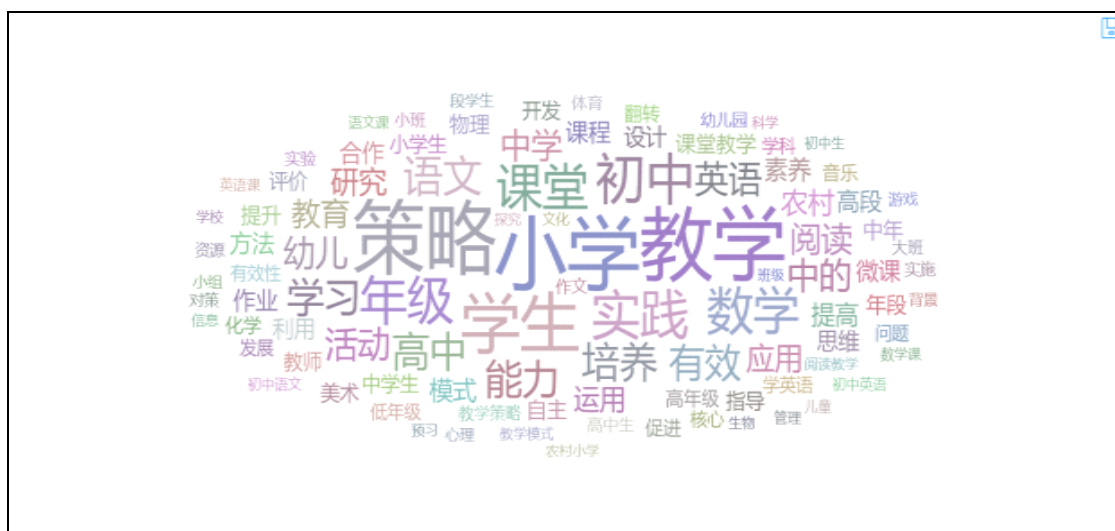 段学生 开发 体育 翻转
语文课 小班 物理 中学 课程 设计 幼儿园 科学
小学生 课堂教学 学科 初中生
实验 合作 语文 课堂 初中 英语 素养 音乐
英语课 评价 研究 农村 高段 游戏
学校 提升 教育 策略 探究 文化 小学 教学 阅读 中年
资源 方法 幼儿 大班
小组 有效性 学习 年级 作文 班级 中的 微课 实施
对策 作业 学生 实践 数学 年段 背景
信息 化学 利用 提高
发展 教师 活动 高中 思维 问题
培养 有效 应用 阅读教学 数学课
初中语文 美术 中学生 模式 能力 学英语 初中英语
低年级 教学策略 自主 运用 高年级 指导 儿童
预习 心理 教学模式 高中生 促进 核心 生物 管理
农村小学